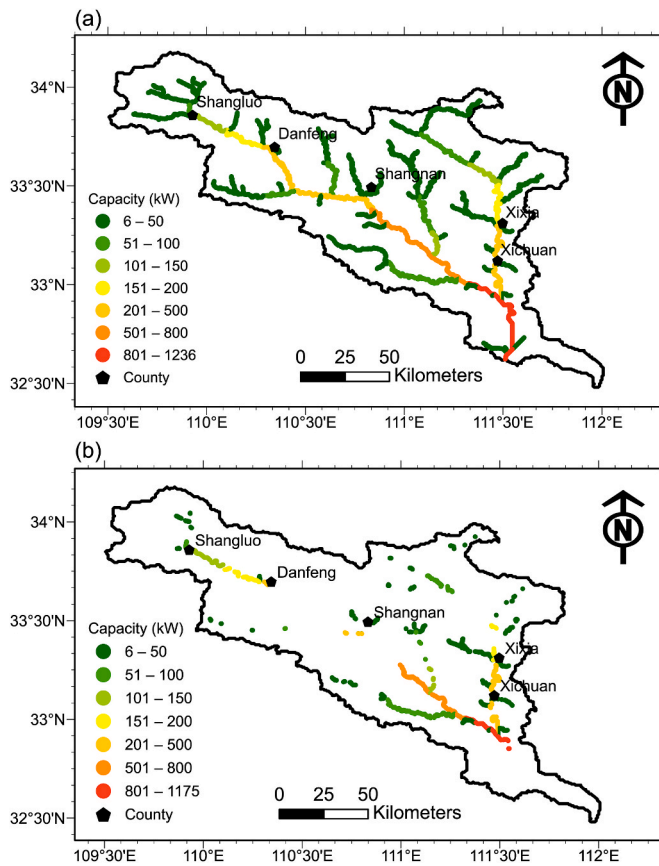 (a)
N
34°N
33°30'N
33°N
32°30'N
Shangluo
Danfeng
Shangnan
Xixia
Xichuan
Capacity (kW)
6 – 50
51 – 100
101 – 150
151 – 200
201 – 500
501 – 800
801 – 1236
County
0 25 50
Kilometers
109°30'E 110°E 110°30'E 111°E 111°30'E 112°E
(b)
N
34°N
33°30'N
33°N
32°30'N
Shangluo
Danfeng
Shangnan
Xixia
Xichuan
Capacity (kW)
6 – 50
51 – 100
101 – 150
151 – 200
201 – 500
501 – 800
801 – 1175
County
0 25 50
Kilometers
109°30'E 110°E 110°30'E 111°E 111°30'E 112°E